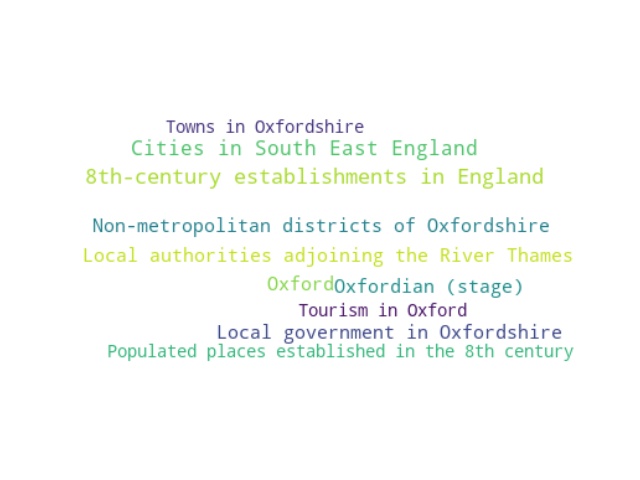 Towns in Oxfordshire
Cities in South East England
8th-century establishments in England
Non-metropolitan districts of Oxfordshire
Local authorities adjoining the River Thames
Oxford Oxfordian (stage)
Tourism in Oxford
Local government in Oxfordshire
Populated places established in the 8th century